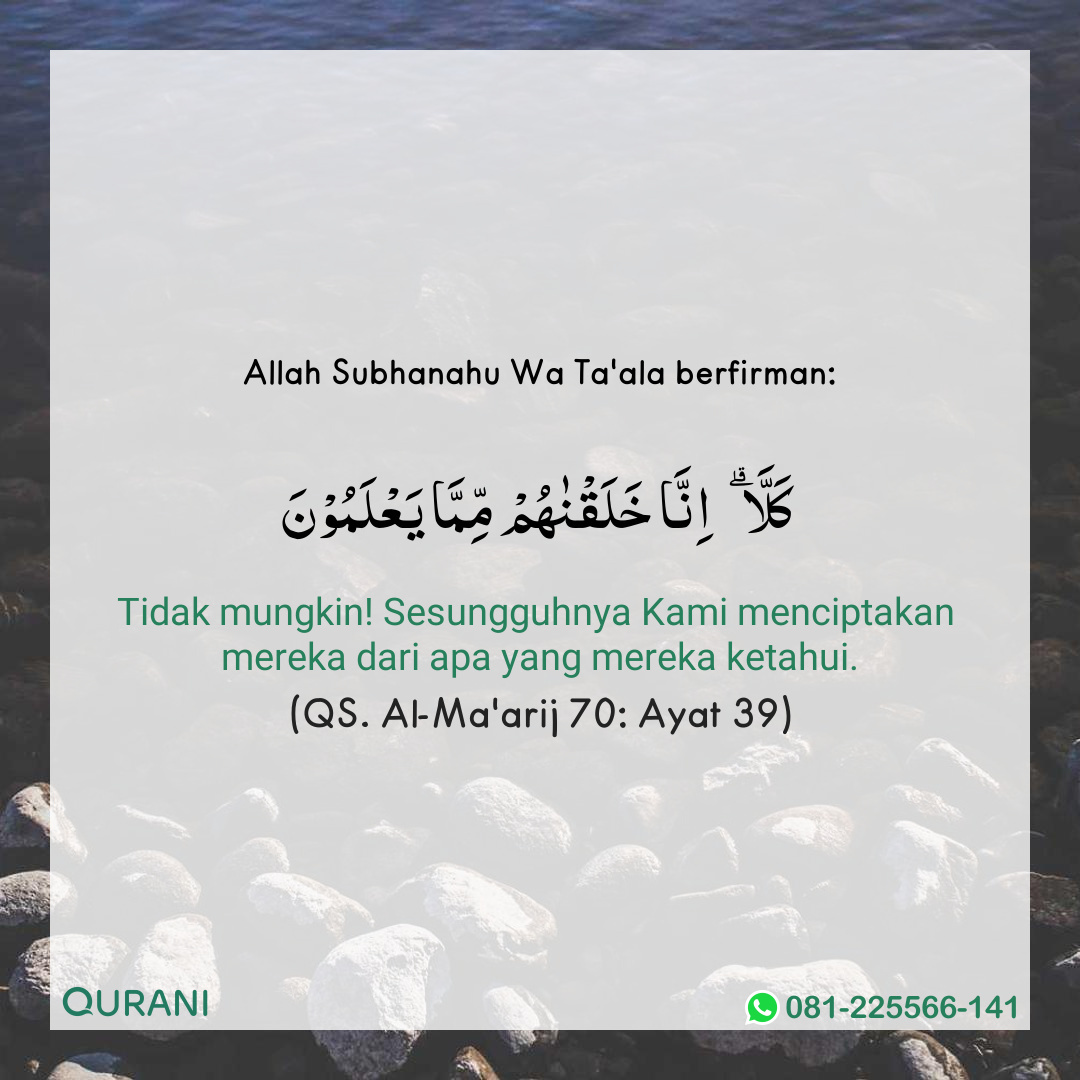 Allah Subhanahu Wa Ta'ala berfirman:
كَلَّا ۗ اِنَّا خَلَقْنٰهُمْ مِّمَّا يَعْلَمُوْنَ
Tidak mungkin! Sesungguhnya Kami menciptakan
mereka dari apa yang mereka ketahui.
(QS. Al-Ma'arij 70: Ayat 39)
QURANI
081-225566-141